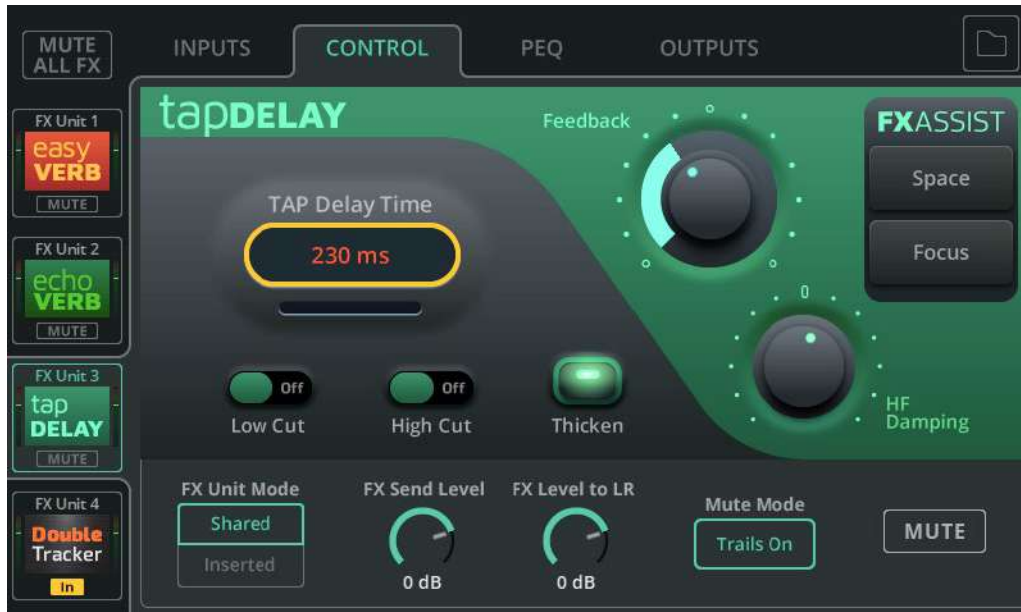 MUTE
ALL FX
INPUTS
CONTROL
PEQ
OUTPUTS
FX Unit 1
easy
VERB
MUTE
FX Unit 2
echo
VERB
MUTE
FX Unit 3
tap
DELAY
MUTE
FX Unit 4
Double
Tracker
In
tapDELAY
Feedback
0
FXASSIST
Space
Focus
TAP Delay Time
230 ms
0
HF
Damping
Off
Low Cut
Off
High Cut
Thicken
FX Unit Mode
Shared
Inserted
FX Send Level
0 dB
FX Level to LR
0 dB
Mute Mode
Trails On
MUTE